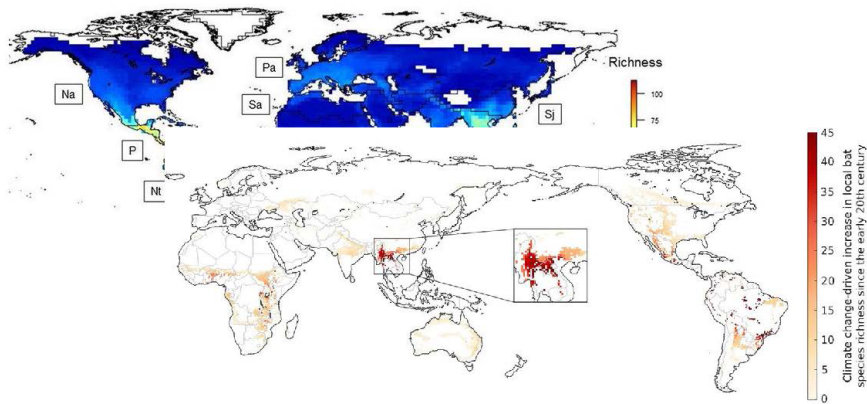 Pa
Richness
Na
Sa
100
Sj
75
P
Nt
45
40
35
30
25
20
15
10
5
0
Climate change-driven increase in local bat
species richness since the early 20th century